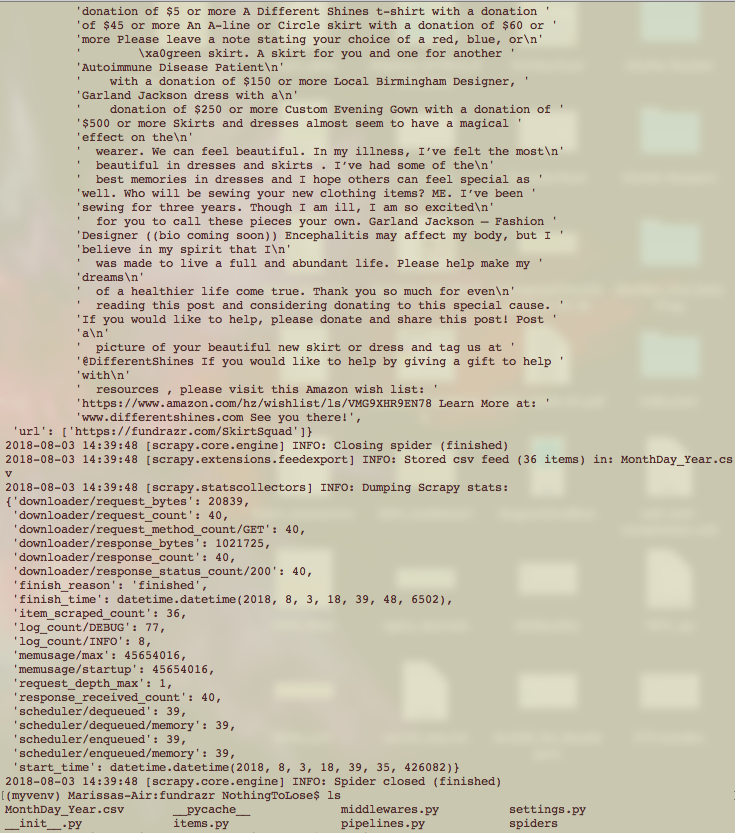 'donation of $5 or more A Different Shines t-shirt with a donation '
'of $45 or more An A-line or Circle skirt with a donation of $60 or '
'more Please leave a note stating your choice of a red, blue, or\n'
'        \xa0green skirt. A skirt for you and one for another '
'Autoimmune Disease Patient\n'
'    with a donation of $150 or more Local Birmingham Designer, '
'Garland Jackson dress with a\n'
'    donation of $250 or more Custom Evening Gown with a donation of '
'$500 or more Skirts and dresses almost seem to have a magical '
'effect on the\n'
'  wearer. We can feel beautiful. In my illness, I’ve felt the most\n'
'  beautiful in dresses and skirts . I’ve had some of the\n'
'  best memories in dresses and I hope others can feel special as '
'well. Who will be sewing your new clothing items? ME. I’ve been '
'sewing for three years. Though I am ill, I am so excited\n'
'  for you to call these pieces your own. Garland Jackson – Fashion '
'Designer ((bio coming soon)) Encephalitis may affect my body, but I '
'believe in my spirit that I\n'
'  was made to live a full and abundant life. Please help make my '
'dreams\n'
'  of a healthier life come true. Thank you so much for even\n'
'  reading this post and considering donating to this special cause. '
'If you would like to help, please donate and share this post! Post '
'a\n'
'  picture of your beautiful new skirt or dress and tag us at '
'@DifferentShines If you would like to help by giving a gift to help '
'with\n'
'  resources , please visit this Amazon wish list: '
'https://www.amazon.com/hz/wishlist/ls/VMG9XHR9EN78 Learn More at: '
'www.differentshines.com See you there!',
'url': ['https://fundrazr.com/SkirtSquad']}
2018-08-03 14:39:48 [scrapy.core.engine] INFO: Closing spider (finished)
2018-08-03 14:39:48 [scrapy.extensions.feedexport] INFO: Stored csv feed (36 items) in: MonthDay_Year.cs
v
2018-08-03 14:39:48 [scrapy.statscollectors] INFO: Dumping Scrapy stats:
{'downloader/request_bytes': 20839,
'downloader/request_count': 40,
'downloader/request_method_count/GET': 40,
'downloader/response_bytes': 1021725,
'downloader/response_count': 40,
'downloader/response_status_count/200': 40,
'finish_reason': 'finished',
'finish_time': datetime.datetime(2018, 8, 3, 18, 39, 48, 6502),
'item_scraped_count': 36,
'log_count/DEBUG': 77,
'log_count/INFO': 8,
'memusage/max': 45654016,
'memusage/startup': 45654016,
'request_depth_max': 1,
'response_received_count': 40,
'scheduler/dequeued': 39,
'scheduler/dequeued/memory': 39,
'scheduler/enqueued': 39,
'scheduler/enqueued/memory': 39,
'start_time': datetime.datetime(2018, 8, 3, 18, 39, 35, 426082)}
2018-08-03 14:39:48 [scrapy.core.engine] INFO: Spider closed (finished)
[(myvenv) Marissas-Air:fundrazr NothingToLose$ ls
MonthDay_Year.csv __pycache__ middlewares.py settings.py
__init__.py items.py pipelines.py spiders